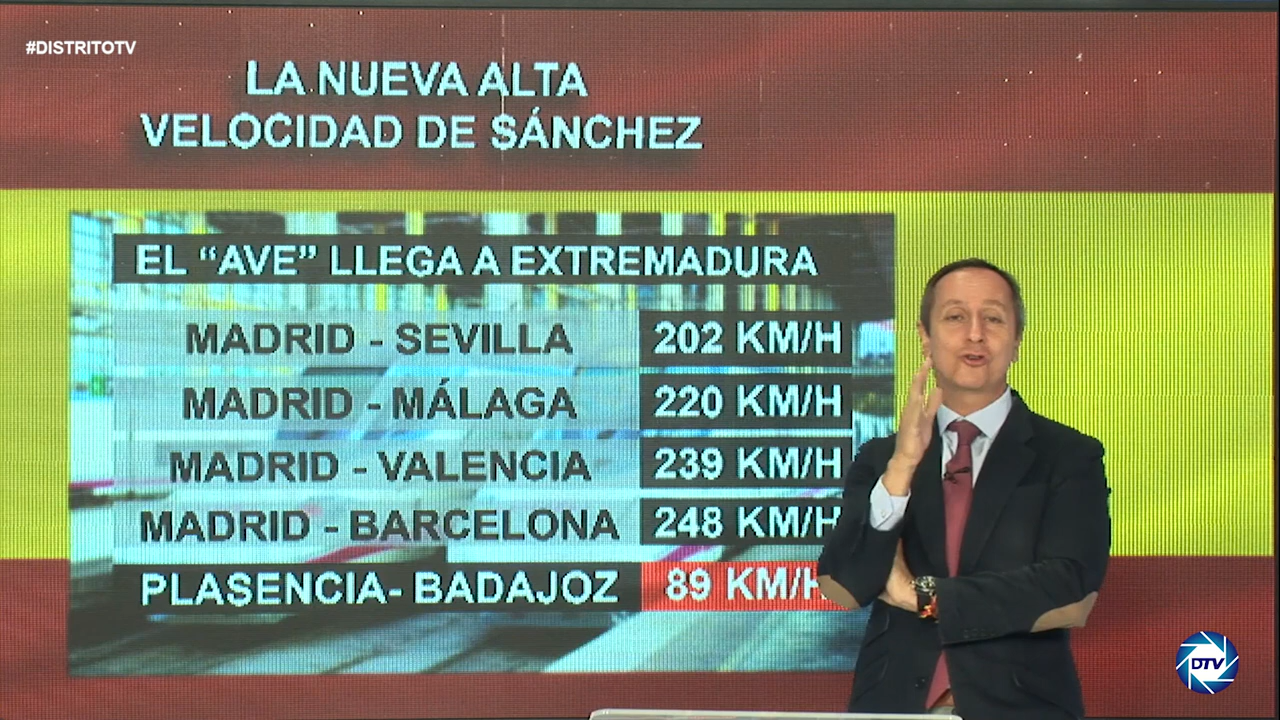 #DISTRITOTV
LA NUEVA ALTA
VELOCIDAD DE SÁNCHEZ
EL “AVE” LLEGA A EXTREMADURA
MADRID - SEVILLA 202 KM/H
MADRID - MÁLAGA 220 KM/H
MADRID - VALENCIA 239 KM/H
MADRID - BARCELONA 248 KM/H
PLASENCIA- BADAJOZ 89 KM/H
DTV